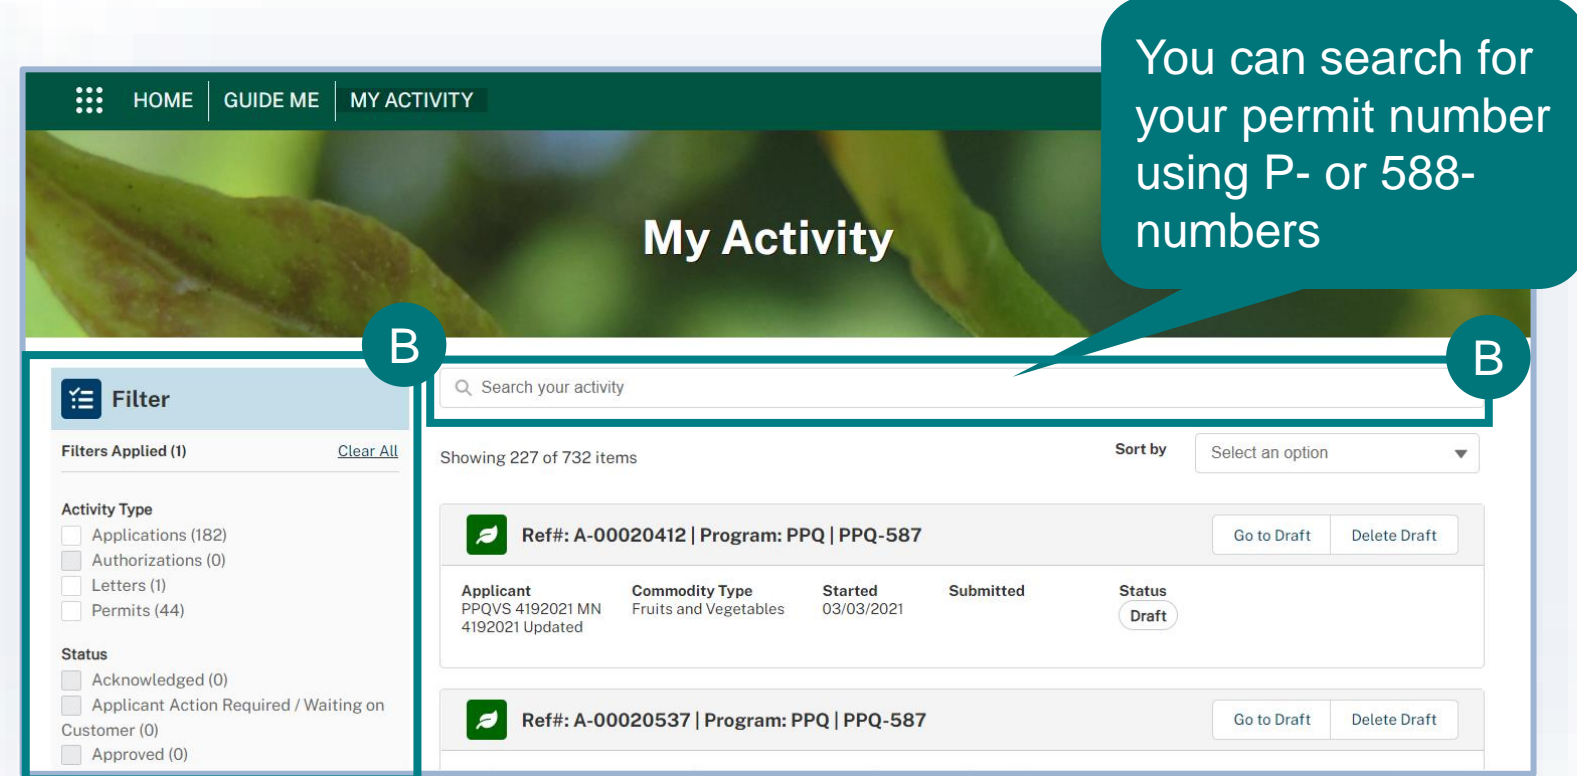 You can search for
your permit number
using P- or 588-
numbers
HOME GUIDE ME MY ACTIVITY
My Activity
B
B
Filter
Filters Applied (1) Clear All
Activity Type
Applications (182)
Authorizations (0)
Letters (1)
Permits (44)
Status
Acknowledged (0)
Applicant Action Required / Waiting on
Customer (0)
Approved (0)
Search your activity
Showing 227 of 732 items
Sort by Select an option
Ref#: A-00020412 | Program: PPQ | PPQ-587 Go to Draft Delete Draft
Applicant Commodity Type Started Submitted Status
PPQVS 4192021 MN Fruits and Vegetables 03/03/2021 Draft
4192021 Updated
Ref#: A-00020537 | Program: PPQ | PPQ-587 Go to Draft Delete Draft